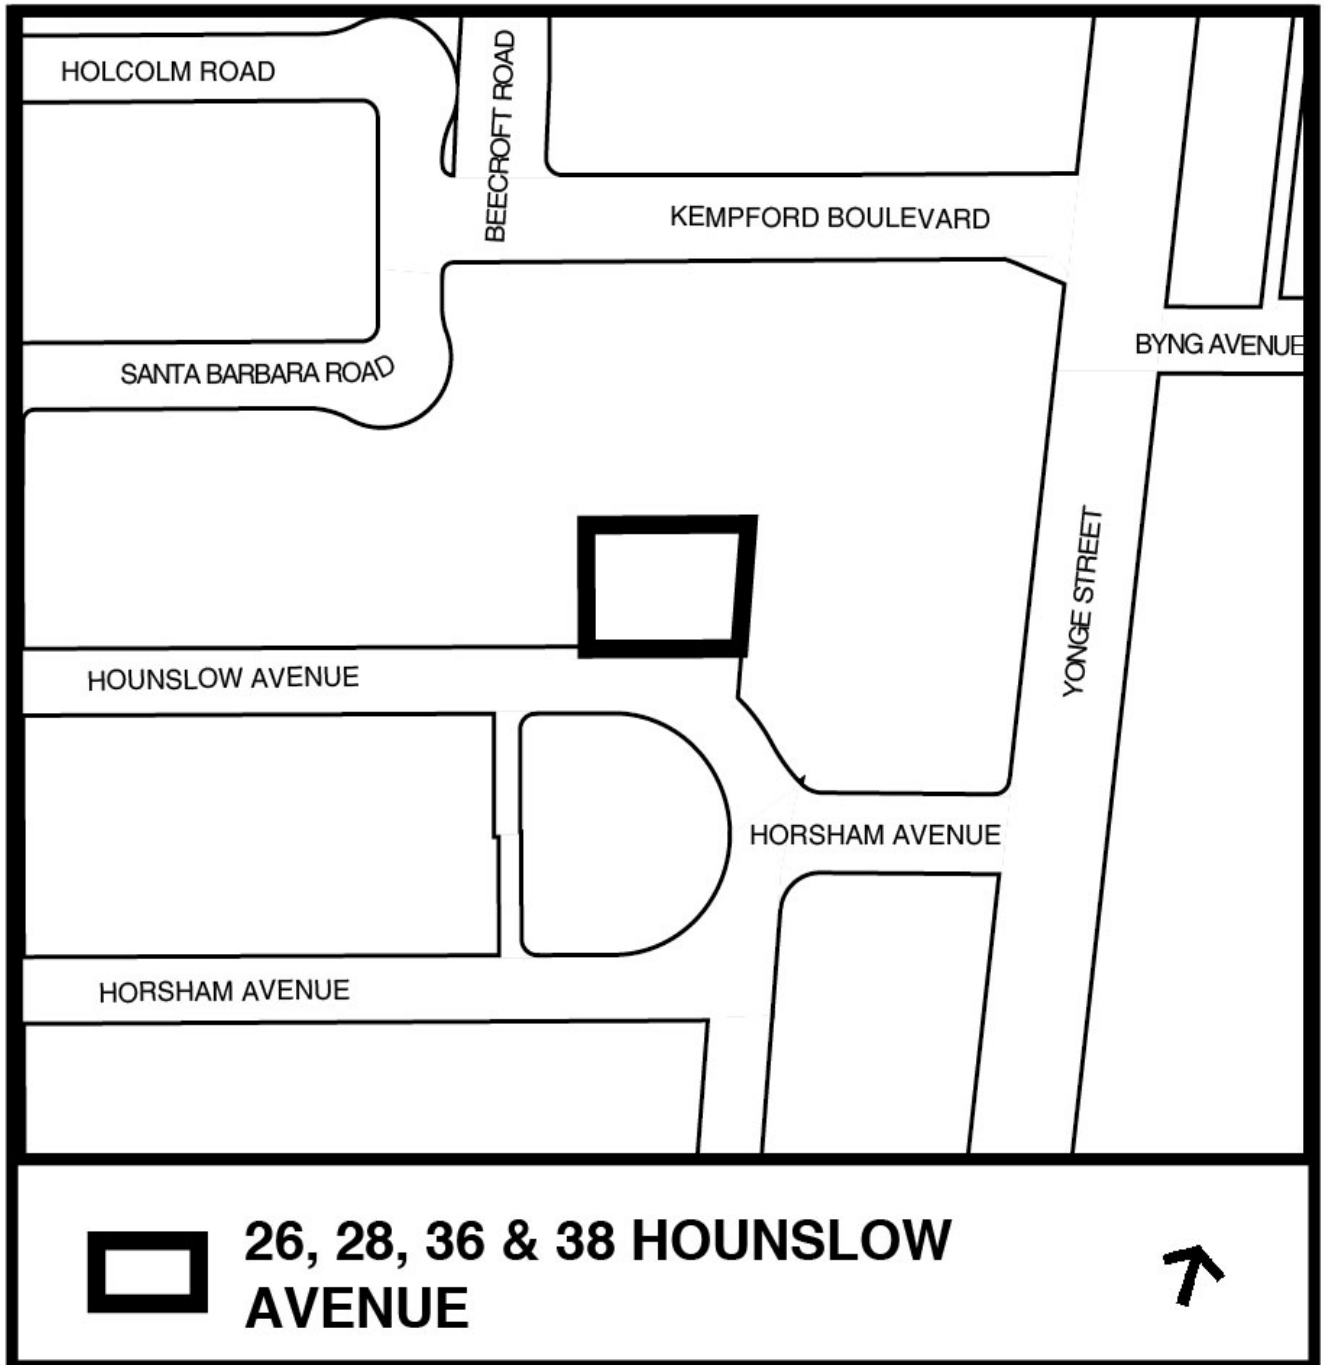 HOLCOLM ROAD
BEECROFT ROAD
KEMPFORD BOULEVARD
BYNG AVENUE
SANTA BARBARA ROAD
YONGE STREET
HOUNSLOW AVENUE
HORSHAM AVENUE
HORSHAM AVENUE
26, 28, 36 & 38 HOUNSLOW
AVENUE